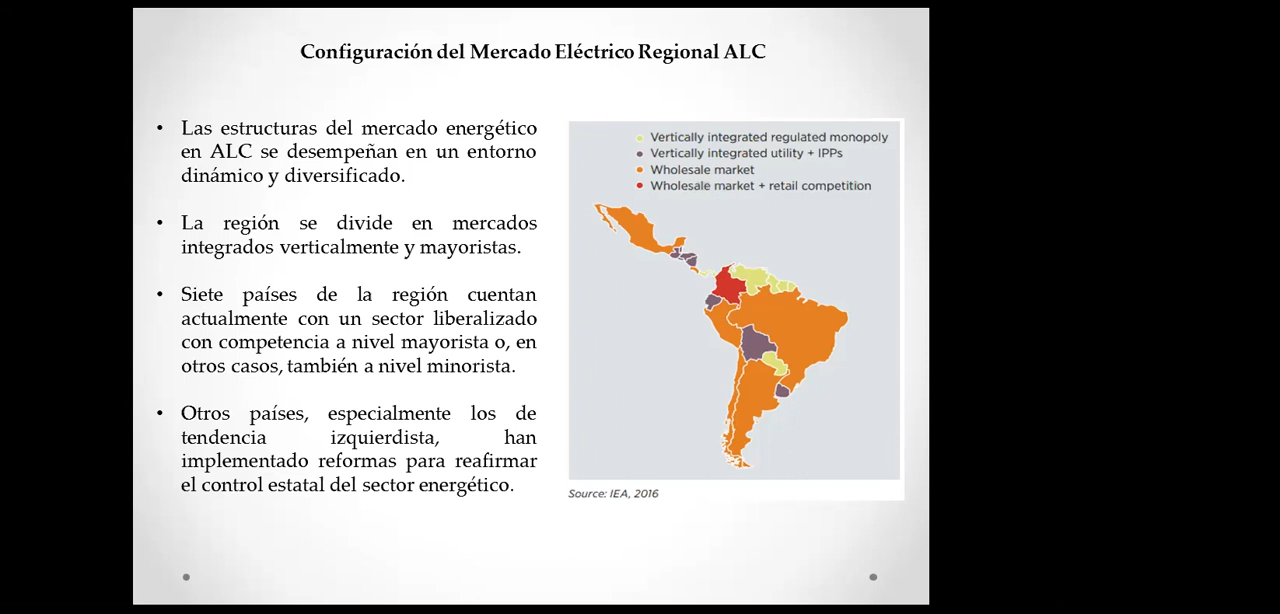 Configuración del Mercado Eléctrico Regional ALC
• Las estructuras del mercado energético
en ALC se desempeñan en un entorno
dinámico y diversificado.
• La región se divide en mercados
integrados verticalmente y mayoristas.
• Siete países de la región cuentan
actualmente con un sector liberalizado
con competencia a nivel mayorista o, en
otros casos, también a nivel minorista.
• Otros países, especialmente los de
tendencia izquierdista, han
implementado reformas para reafirmar
el control estatal del sector energético.
Vertically integrated regulated monopoly
Vertically integrated utility + IPPs
Wholesale market
Wholesale market + retail competition
Source: IEA, 2016